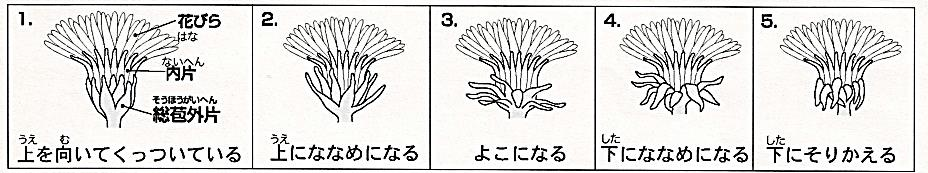 1.
花びら
はな
ないへん
内片
そうほうがいへん
総苞外片
うえ む
上を向いてくっついている
2.
うえ
上にななめになる
3.
よこになる
4.
した
下にななめになる
5.
した
下にそりかえる